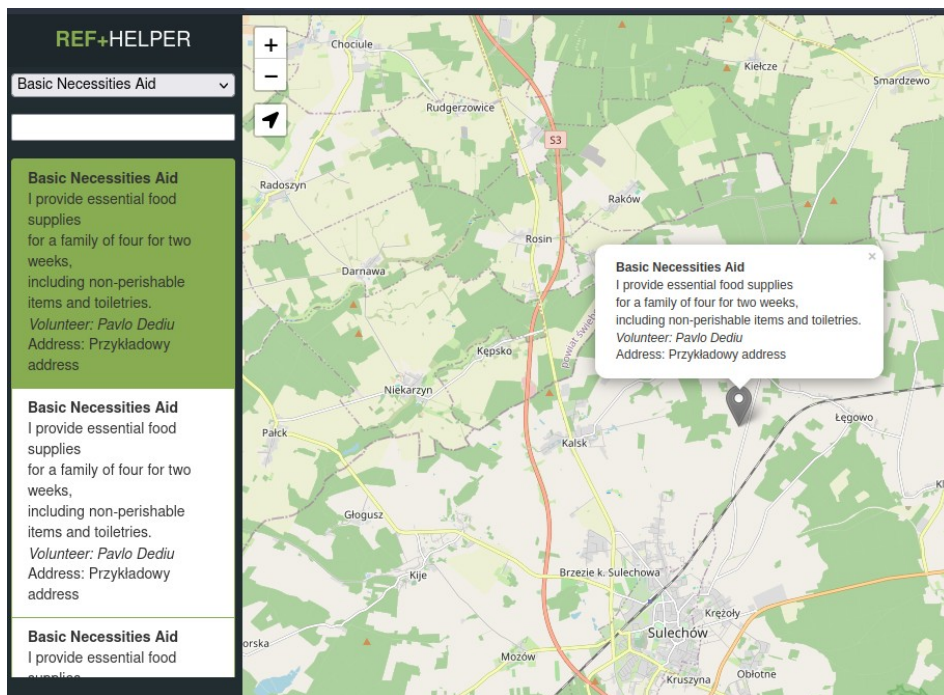 REF+HELPER
Basic Necessities Aid
Basic Necessities Aid
I provide essential food
supplies
for a family of four for two
weeks,
including non-perishable
items and toiletries.
Volunteer: Pavlo Dediu
Address: Przykładowy
address
Basic Necessities Aid
I provide essential food
supplies
for a family of four for two
weeks,
including non-perishable
items and toiletries.
Volunteer: Pavlo Dediu
Address: Przykładowy
address
Basic Necessities Aid
I provide essential food
supplies
+
−
Chociule
Kiełcze
Smardzewo
Rudgerzowice
S3
Radoszyn
Raków
Rosin
Darnawa
Basic Necessities Aid
×
I provide essential food supplies
for a family of four for two weeks,
including non-perishable items and toiletries.
Volunteer: Pavlo Dediu
Address: Przykładowy address
Kępsko
Niekarzyn
Pałck
Kalsk
Łęgowo
Głogusz
Kije
Brzezie k. Sulechowa
Krężoły
Sulechów
orska
Mozów
Obłotne
Kruszyna